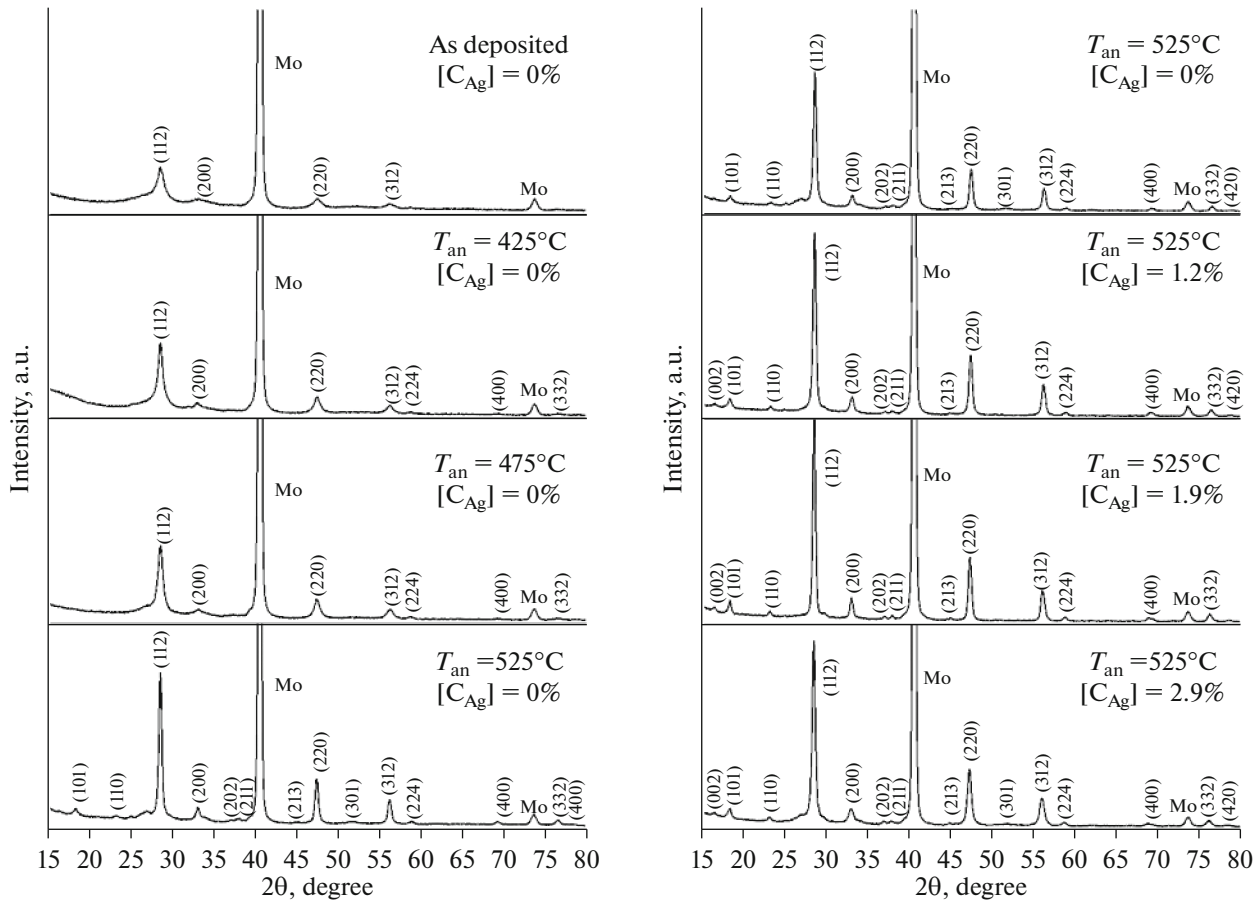 Intensity, a.u.
As deposited
[C_Ag] = 0%
Mo
(112)
(200)
(220)
(312)
Mo
T_an = 425°C
[C_Ag] = 0%
Mo
(112)
(200)
(220)
(312)
(224)
(400)
Mo
(332)
T_an = 475°C
[C_Ag] = 0%
Mo
(112)
(200)
(220)
(312)
(224)
(400)
Mo
(332)
T_an =525°C
[C_Ag] = 0%
Mo
(112)
(101)
(110)
(200)
(202)
(211)
(213)
(220)
(301)
(312)
(224)
(400)
Mo
(332)
(400)
15 20 25 30 35 40 45 50 55 60 65 70 75 80
2θ, degree
Intensity, a.u.
T_an = 525°C
[C_Ag] = 0%
Mo
(112)
(101)
(110)
(200)
(202)
(211)
(213)
(220)
(301)
(312)
(224)
(400)
Mo
(332)
(420)
T_an = 525°C
[C_Ag] = 1.2%
Mo
(112)
(002)
(101)
(110)
(200)
(202)
(211)
(213)
(220)
(312)
(224)
(400)
Mo
(332)
(420)
T_an = 525°C
[C_Ag] = 1.9%
Mo
(112)
(002)
(101)
(110)
(200)
(202)
(211)
(213)
(220)
(312)
(224)
(400)
Mo
(332)
T_an =525°C
[C_Ag] = 2.9%
Mo
(112)
(002)
(101)
(110)
(200)
(202)
(211)
(213)
(220)
(301)
(312)
(224)
(400)
Mo
(332)
(420)
15 20 25 30 35 40 45 50 55 60 65 70 75 80
2θ, degree